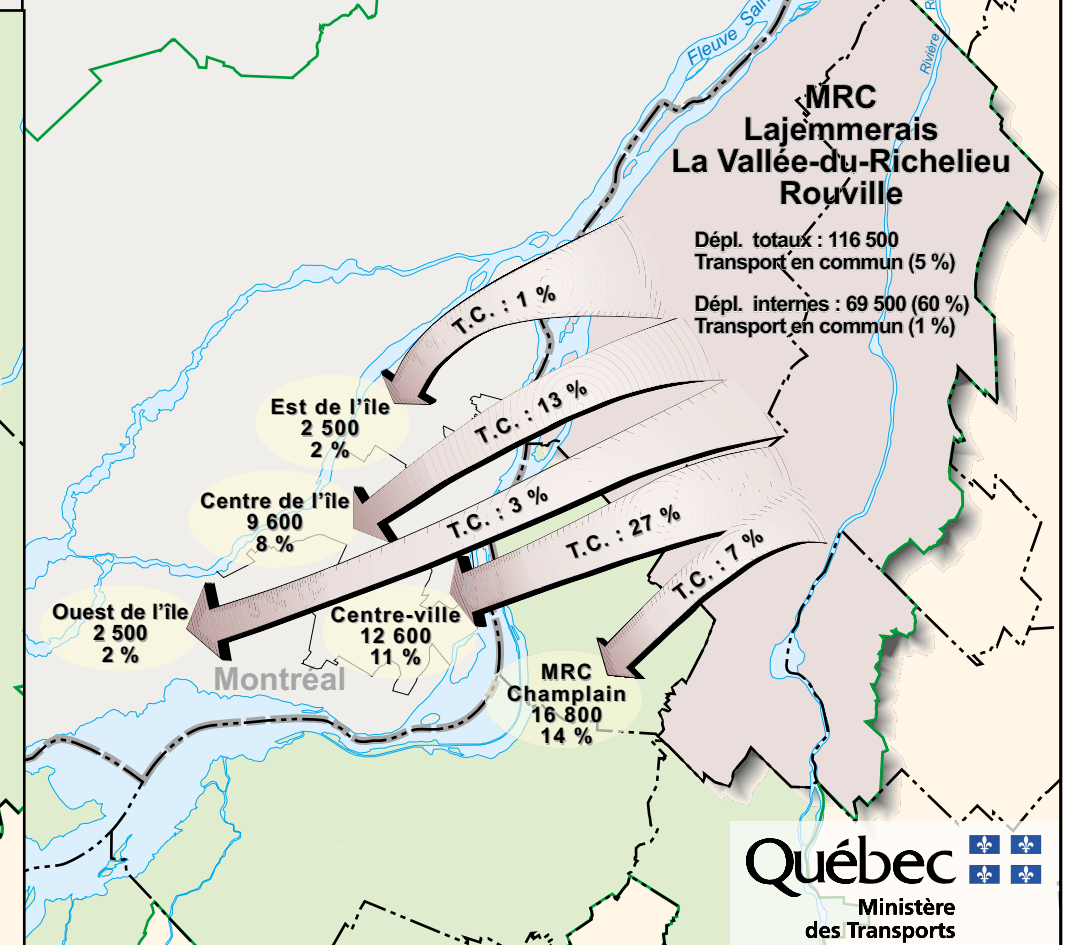 Fleuve Sain
Rivière
Ri
MRC
Lajemmerais
La Vallée-du-Richelieu
Rouville
Dépl. totaux : 116 500
Transport en commun (5 %)
Dépl. internes : 69 500 (60 %)
Transport en commun (1 %)
T.C. : 1 %
Est de l'île
2 500
2 %
T.C. : 13 %
Centre de l'île
9 600
8 %
T.C. : 3 %
Ouest de l'île
2 500
2 %
T.C. : 27 %
Centre-ville
12 600
11 %
T.C. : 7 %
MRC
Champlain
16 800
14 %
Montréal
Québec
Ministère
des Transports